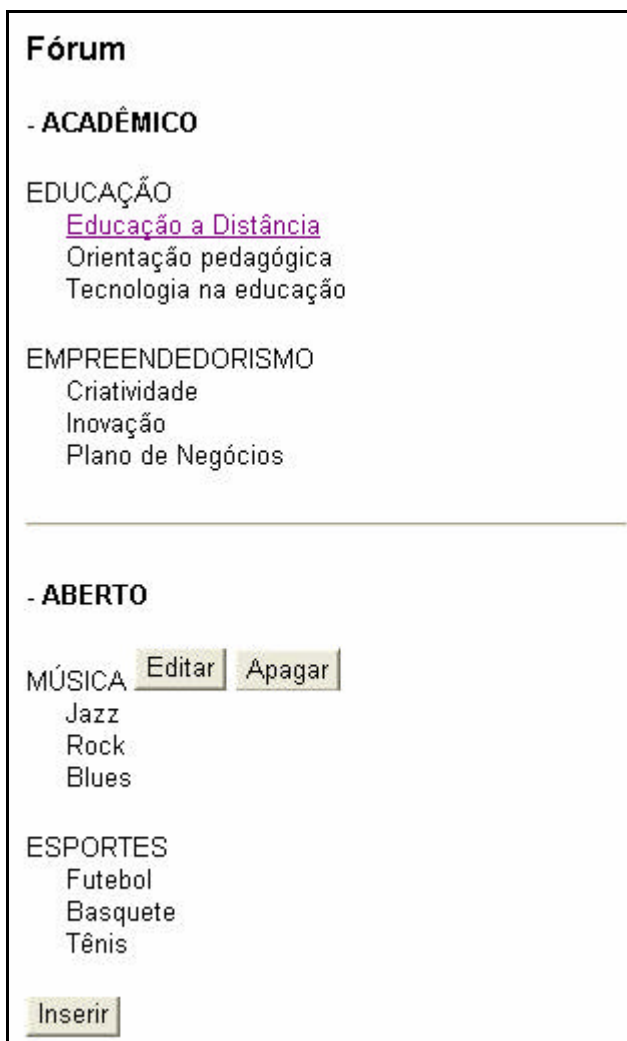 Fórum
- ACADÊMICO
EDUCAÇÃO
Educação a Distância
Orientação pedagógica
Tecnologia na educação
EMPREENDEDORISMO
Criatividade
Inovação
Plano de Negócios
- ABERTO
MÚSICA Editar Apagar
Jazz
Rock
Blues
ESPORTES
Futebol
Basquete
Tênis
Inserir